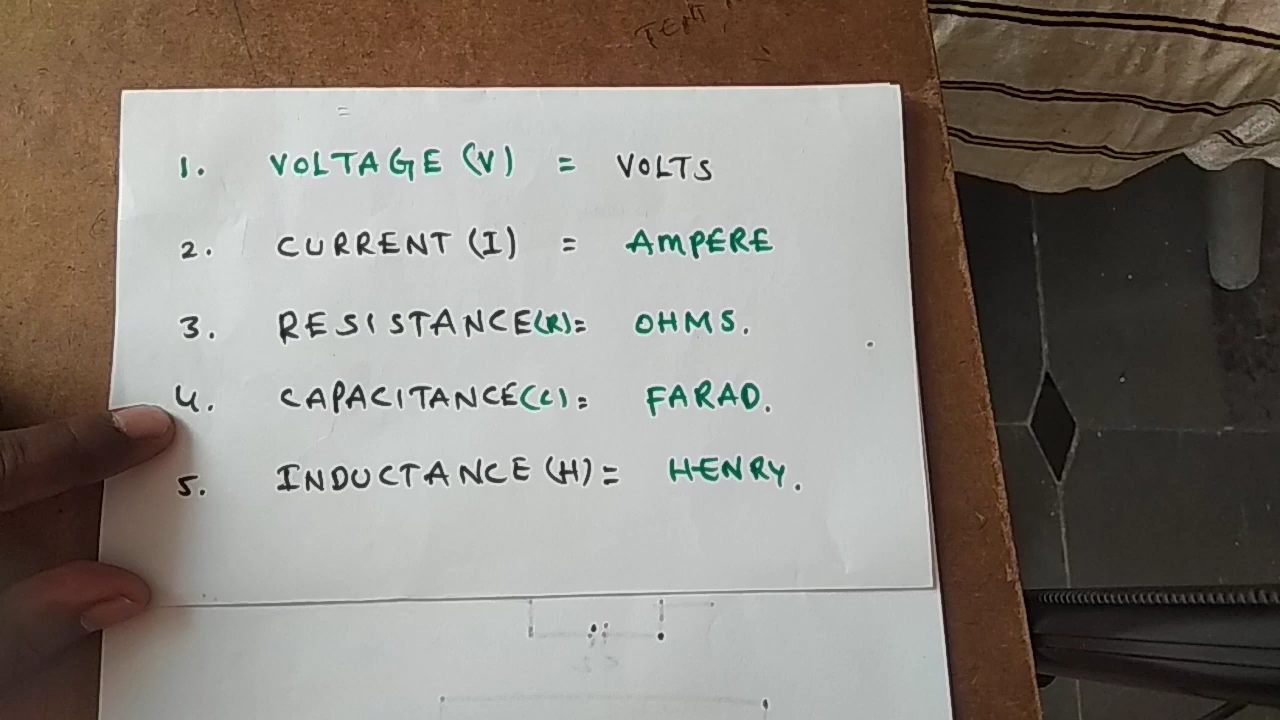 1. VOLTAGE (V) = VOLTS
2. CURRENT (I) = AMPERE
3. RESISTANCE(R)= OHMS.
4. CAPACITANCE(C)= FARAD.
5. INDUCTANCE (H)= HENRY.